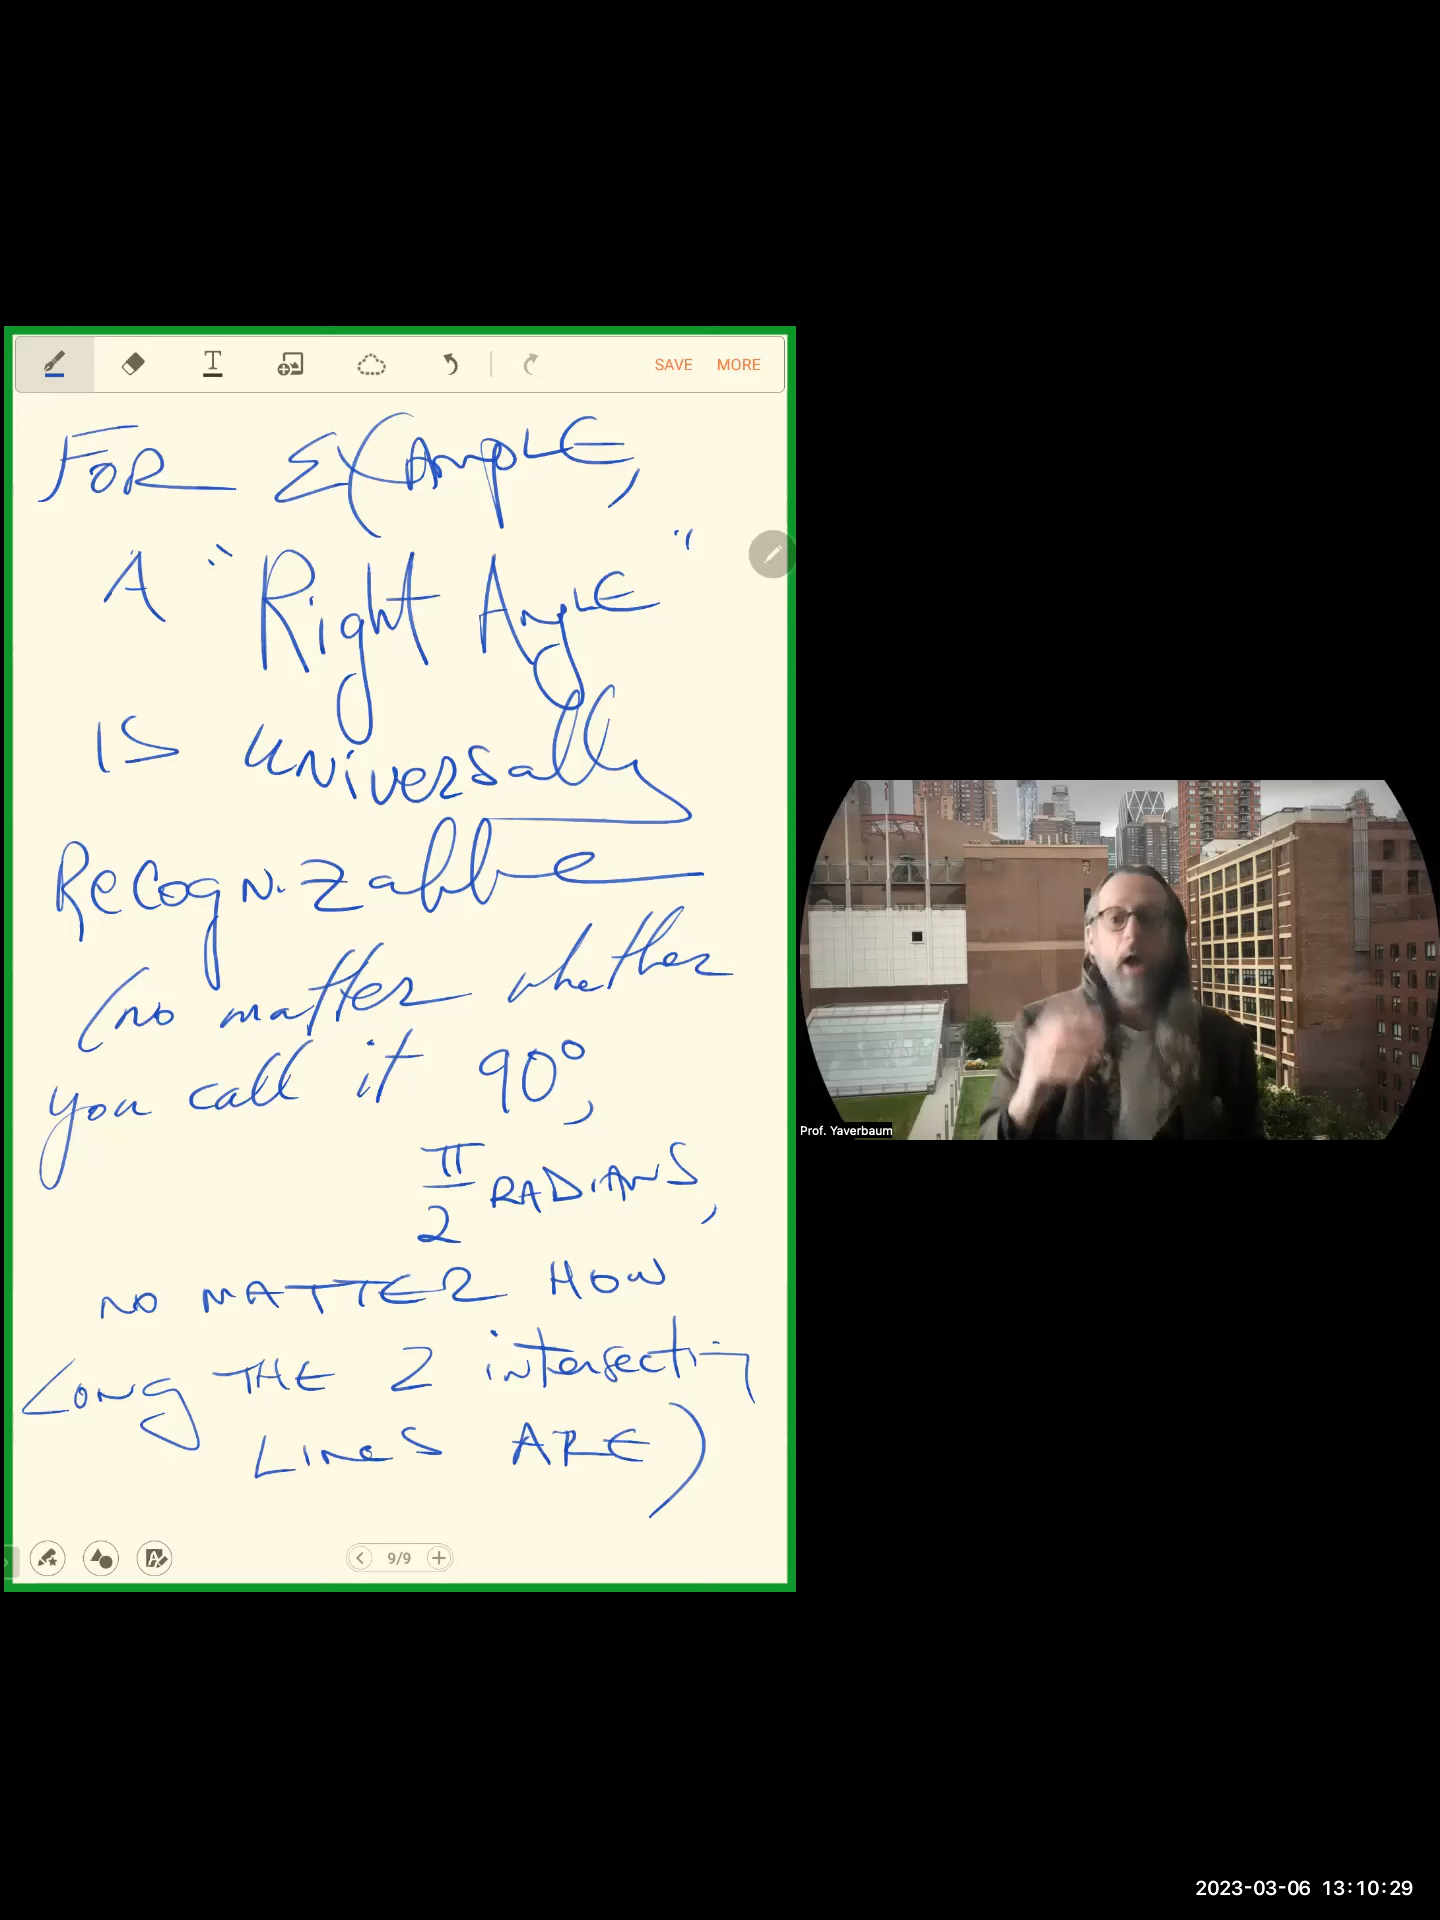 SAVE MORE
FOR EXAMPLE,
A "Right AnglE"
IS universally
Recognizable
(no matter whether
you call it 90°,
π/2 RADIANS,
NO MATTER HOW
LONG THE 2 intersecting
LINES ARE)
9/9
Prof. Yaverbaum
2023-03-06 13:10:29